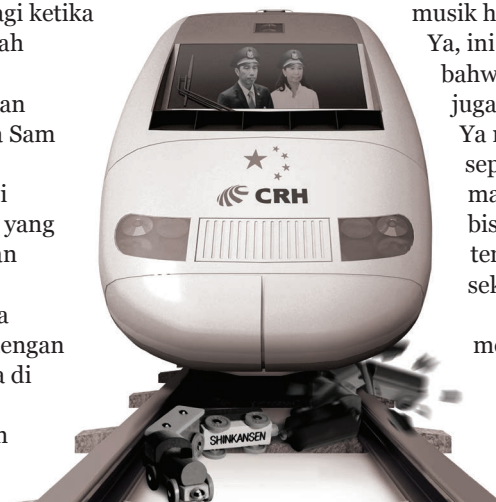 gi ketika
ah
an
Sam
i
yang
an
a
engan
a di
n
CRH
SHINKANSEN
musik h
Ya, ini
bahw
juga
Ya
sep
ma
bis
ter
sek
me